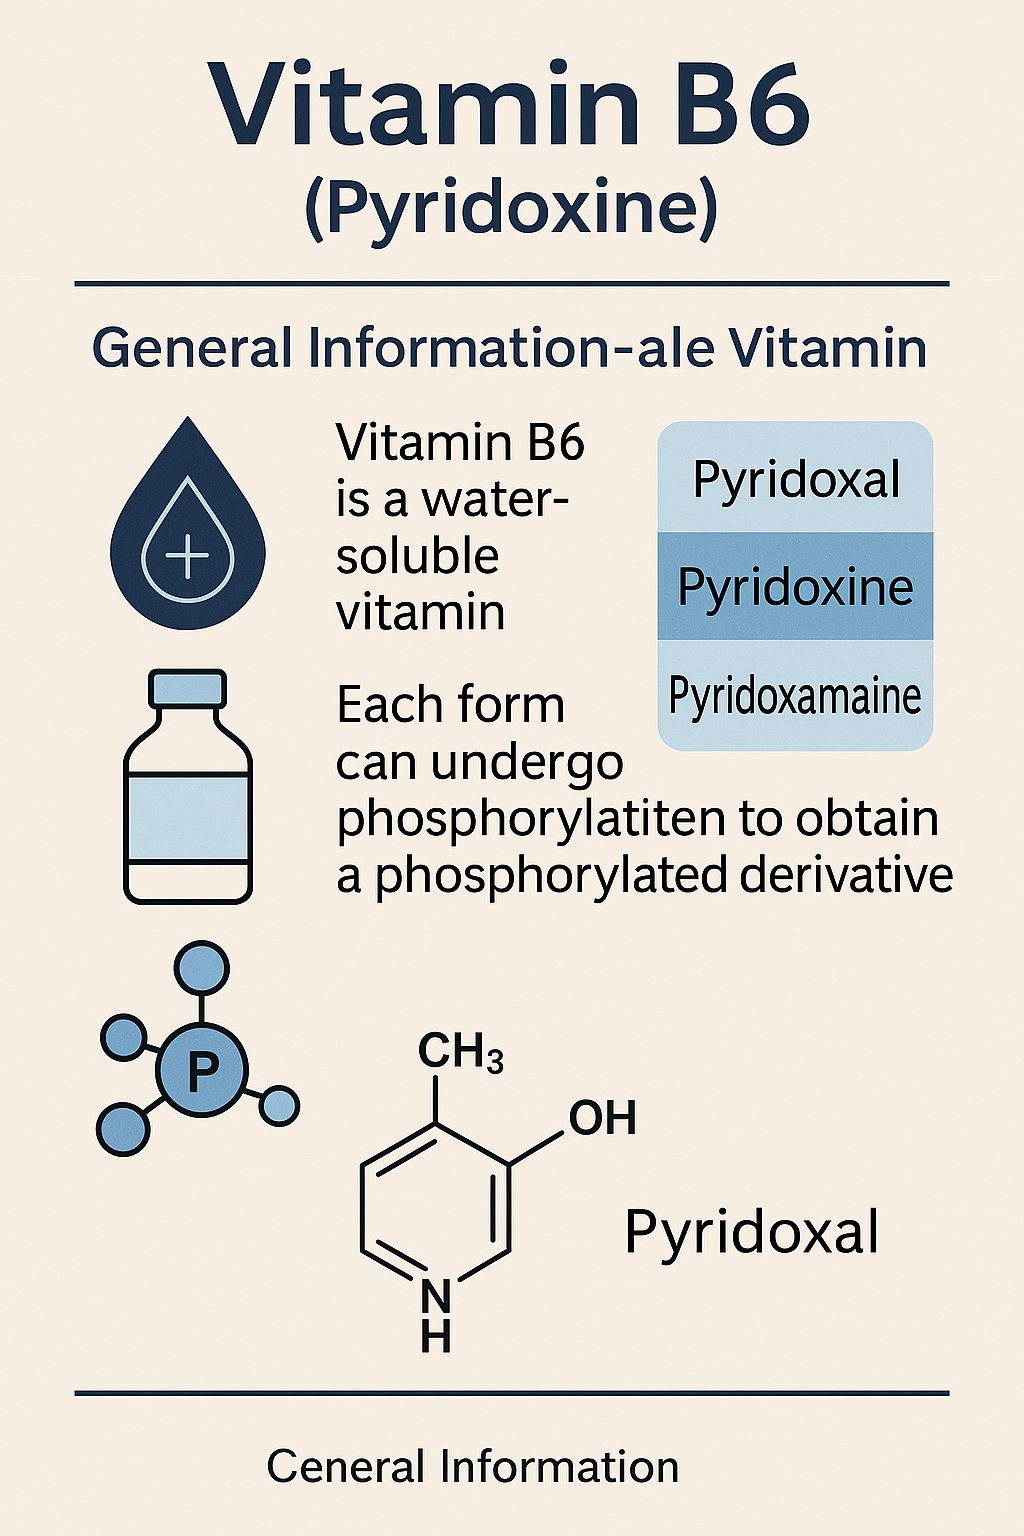 Vitamin B6
(Pyridoxine)
General Information-ale Vitamin
Vitamin B6
is a water-
soluble
vitamin
Pyridoxal
Pyridoxine
Pyridoxamaine
Each form
can undergo
phosphorylatiten to obtain
a phosphorylated derivative
P
CH₃
OH
N
H
Pyridoxal
Ceneral Information